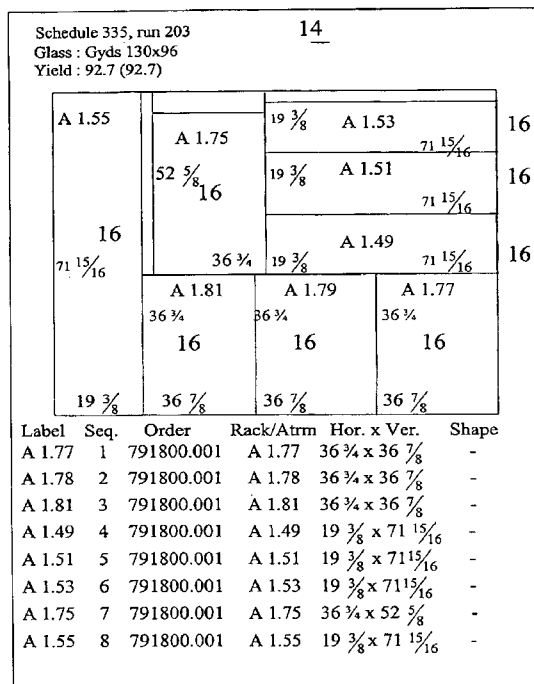 Schedule 335, run 203
14
Glass : Gyds 130x96
Yield : 92.7 (92.7)
A 1.55
A 1.75
19 3/8 A 1.53
71 15/16
16
52 5/8
16
19 3/8 A 1.51
71 15/16
16
16
71 15/16
36 ¾
A 1.49
19 3/8 71 15/16
16
A 1.81 A 1.79 A 1.77
36 ¾ 36 ¾ 36 ¾
16 16 16
19 3/8 36 7/8 36 7/8 36 7/8
Label Seq. Order Rack/Atrm Hor. x Ver. Shape
A 1.77 1 791800.001 A 1.77 36 ¾ x 36 7/8 -
A 1.78 2 791800.001 A 1.78 36 ¾ x 36 7/8 -
A 1.81 3 791800.001 A 1.81 36 ¾ x 36 7/8 -
A 1.49 4 791800.001 A 1.49 19 3/8 x 71 15/16 -
A 1.51 5 791800.001 A 1.51 19 3/8 x 7115/16 -
A 1.53 6 791800.001 A 1.53 19 3/8 x 7115/16 -
A 1.75 7 791800.001 A 1.75 36 ¾ x 52 5/8 -
A 1.55 8 791800.001 A 1.55 19 3/8 x 71 15/16 -